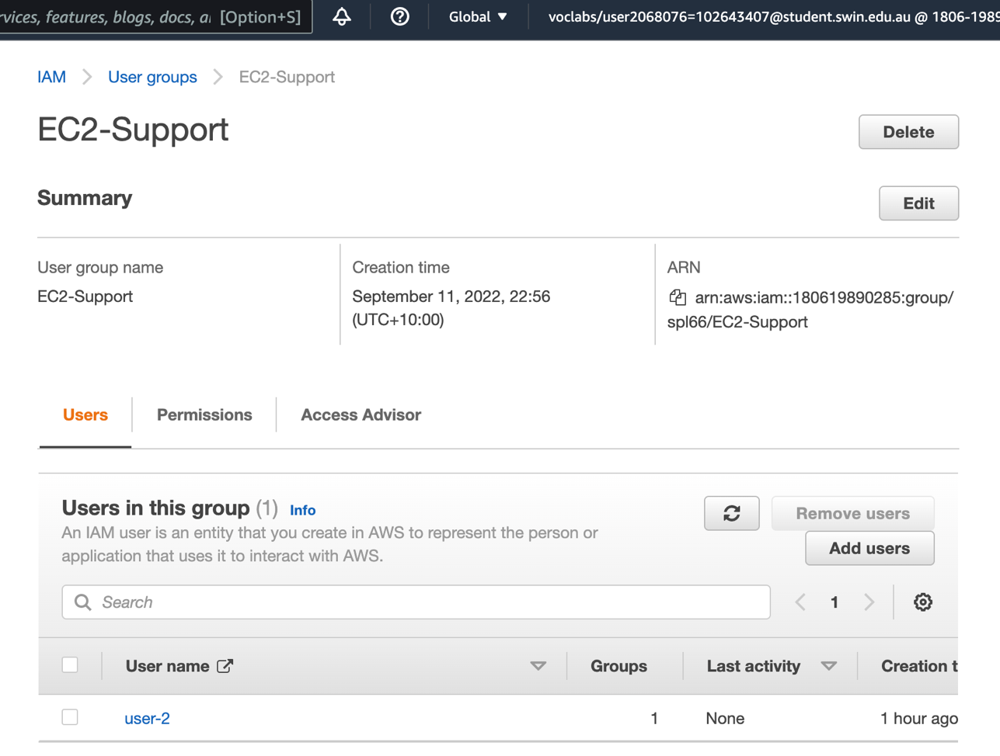 rvices, features, blogs, docs, a [Option+S] Global ▼ voclabs/user2068076=102643407@student.swin.edu.au @ 1806-1989
IAM > User groups > EC2-Support
EC2-Support
Delete
Summary
Edit
User group name
EC2-Support
Creation time
September 11, 2022, 22:56
(UTC+10:00)
ARN
arn:aws:iam::180619890285:group/
spl66/EC2-Support
Users Permissions Access Advisor
Users in this group (1) Info
An IAM user is an entity that you create in AWS to represent the person or
application that uses it to interact with AWS.
Remove users
Add users
Search
1
User name Groups Last activity Creation t
user-2 1 None 1 hour ago